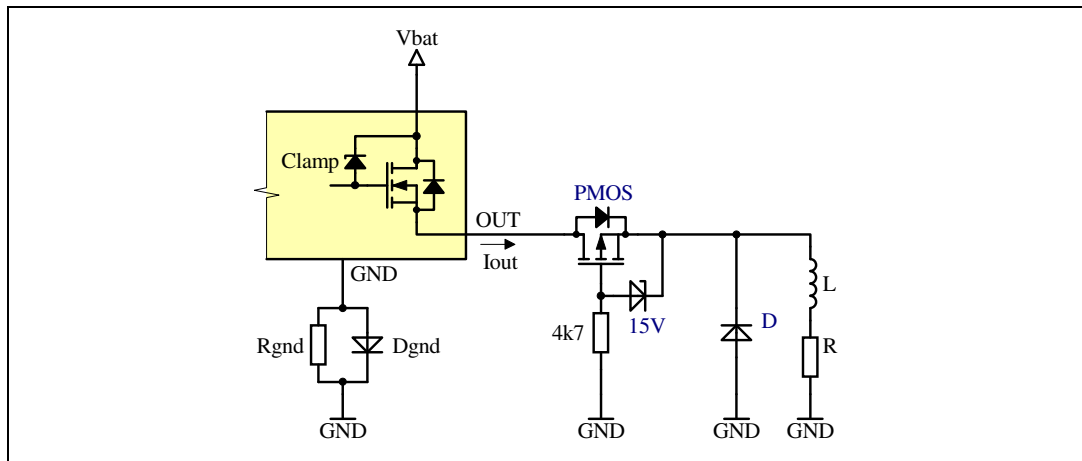 Vbat
Clamp
PMOS
OUT
Iout
GND
L
4k7
15V
D
Rgnd
Dgnd
R
GND
GND
GND
GND